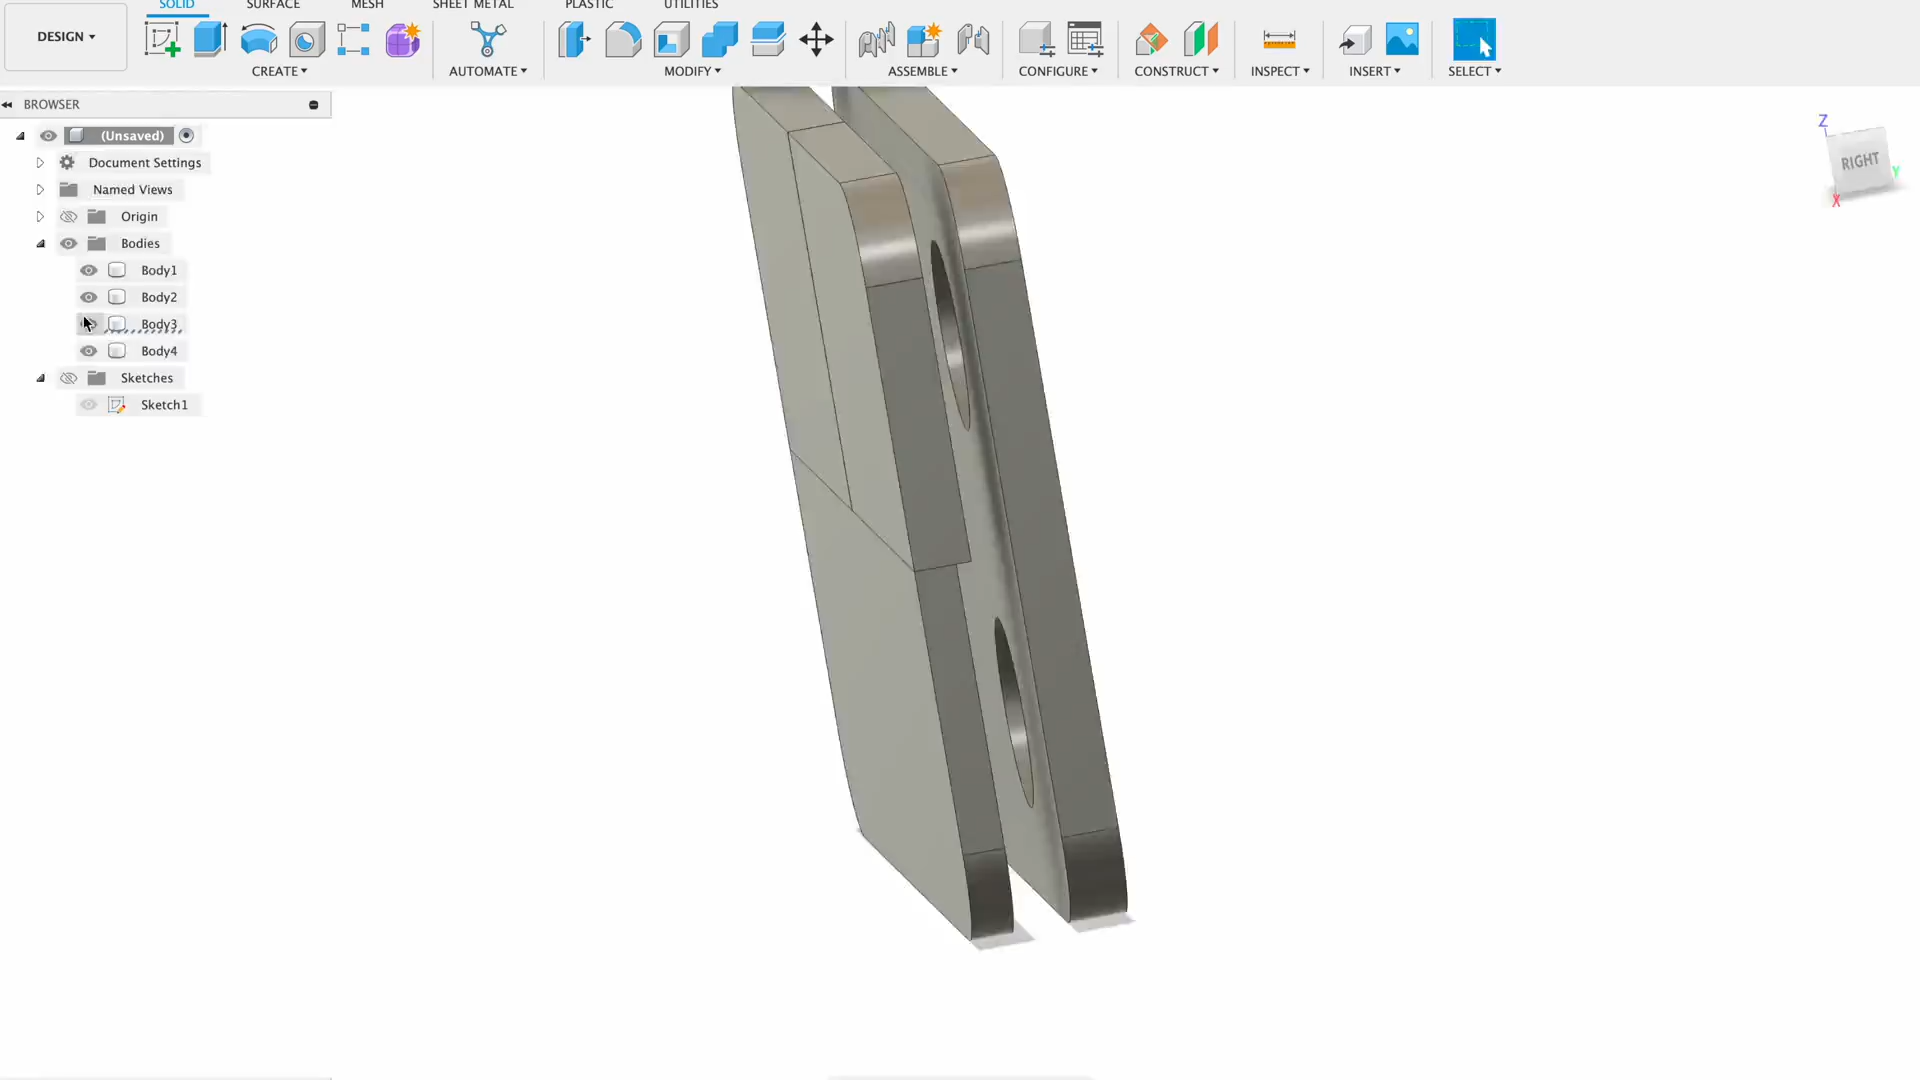 SOLID SURFACE MESH SHEET METAL PLASTIC UTILITIES
DESIGN
CREATE AUTOMATE MODIFY ASSEMBLE CONFIGURE CONSTRUCT INSPECT INSERT SELECT
BROWSER
(Unsaved)
Document Settings
Named Views
Origin
Bodies
Body1
Body2
Body3
Body4
Sketches
Sketch1
Z
RIGHT
Y
X